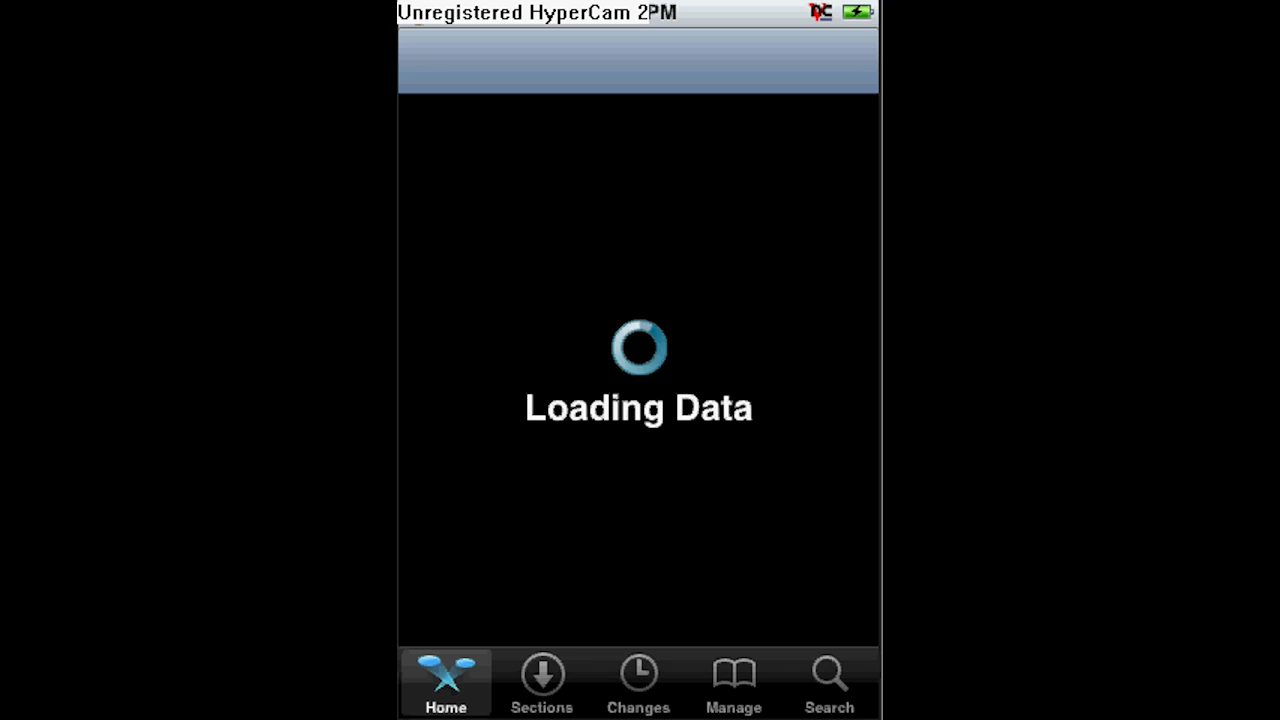 Unregistered HyperCam 2PM
Loading Data
Home Sections Changes Manage Search